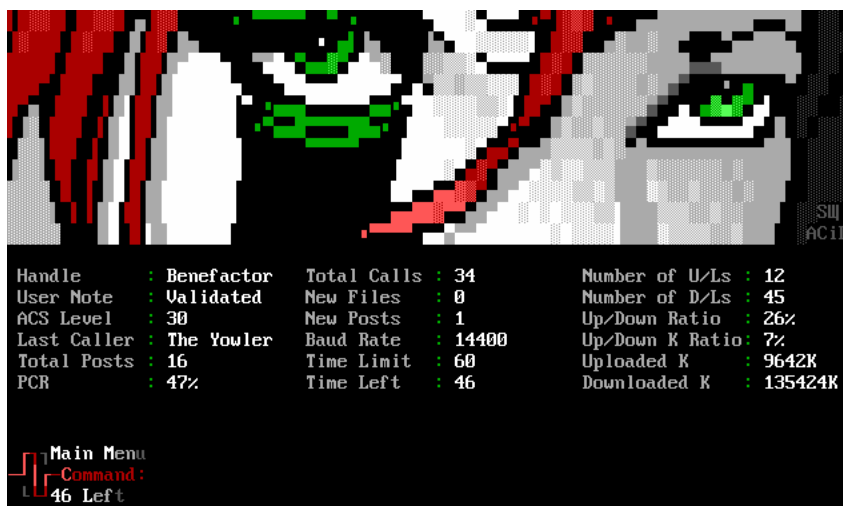 SЩ
ACiD
Handle : Benefactor Total Calls : 34 Number of U/Ls : 12
User Note : Validated New Files : 0 Number of D/Ls : 45
ACS Level : 30 New Posts : 1 Up/Down Ratio : 26%
Last Caller : The Yowler Baud Rate : 14400 Up/Down K Ratio: 7%
Total Posts : 16 Time Limit : 60 Uploaded K : 9642K
PCR : 47% Time Left : 46 Downloaded K : 135424K
Main Menu
Command:
46 Left